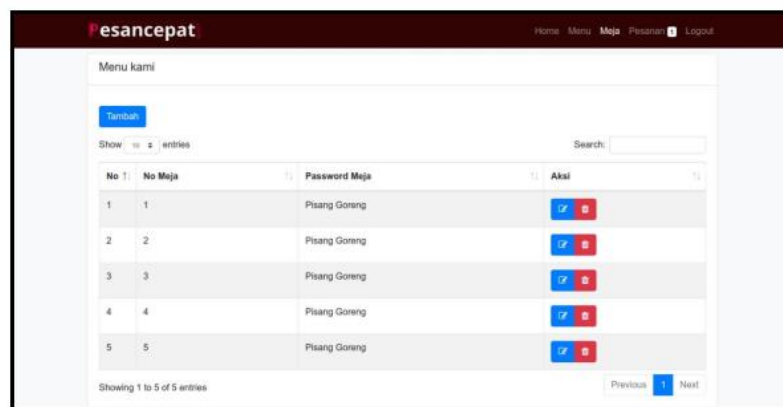 Pesancepat
Home Menu Meja Pesanan 1 Logout
Menu kami
Tambah
Show 10 entries Search:
No No Meja Password Meja Aksi
1 1 Pisang Goreng
2 2 Pisang Goreng
3 3 Pisang Goreng
4 4 Pisang Goreng
5 5 Pisang Goreng
Showing 1 to 5 of 5 entries Previous 1 Next